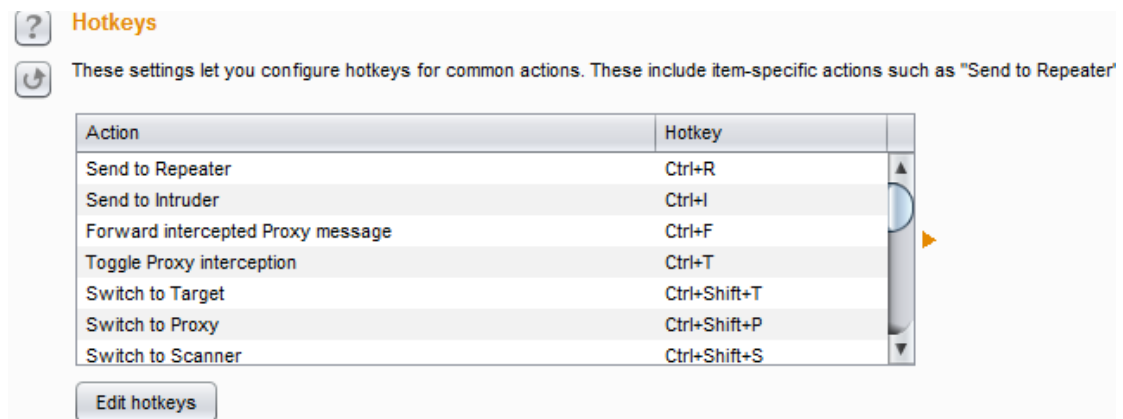 Hotkeys
These settings let you configure hotkeys for common actions. These include item-specific actions such as "Send to Repeater"
Action Hotkey
Send to Repeater Ctrl+R
Send to Intruder Ctrl+I
Forward intercepted Proxy message Ctrl+F
Toggle Proxy interception Ctrl+T
Switch to Target Ctrl+Shift+T
Switch to Proxy Ctrl+Shift+P
Switch to Scanner Ctrl+Shift+S
Edit hotkeys